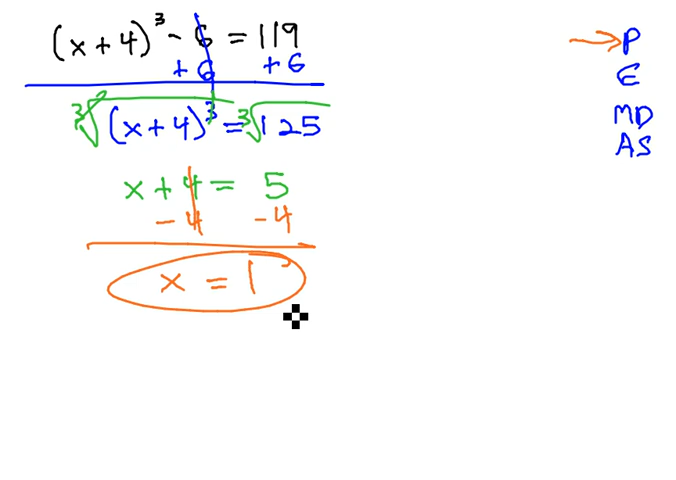 (x + 4)³ - 6 = 119
+ 6 + 6
∛(x + 4)³ = ∛125
x + 4 = 5
- 4 - 4
x = 1
P
E
MD
AS